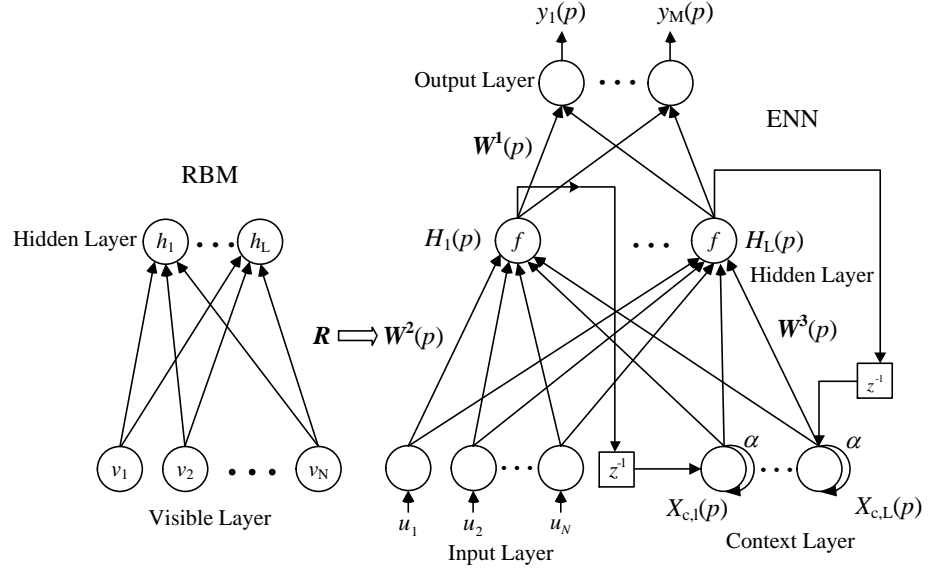 y1(p) yM(p)
Output Layer
ENN
W1(p)
RBM
Hidden Layer h1 hL
H1(p) f f HL(p)
Hidden Layer
R W2(p)
W3(p)
z-1
α α
v1 v2 vN
z-1
Xc,l(p) Xc,L(p)
u1 u2 uN
Visible Layer
Input Layer
Context Layer